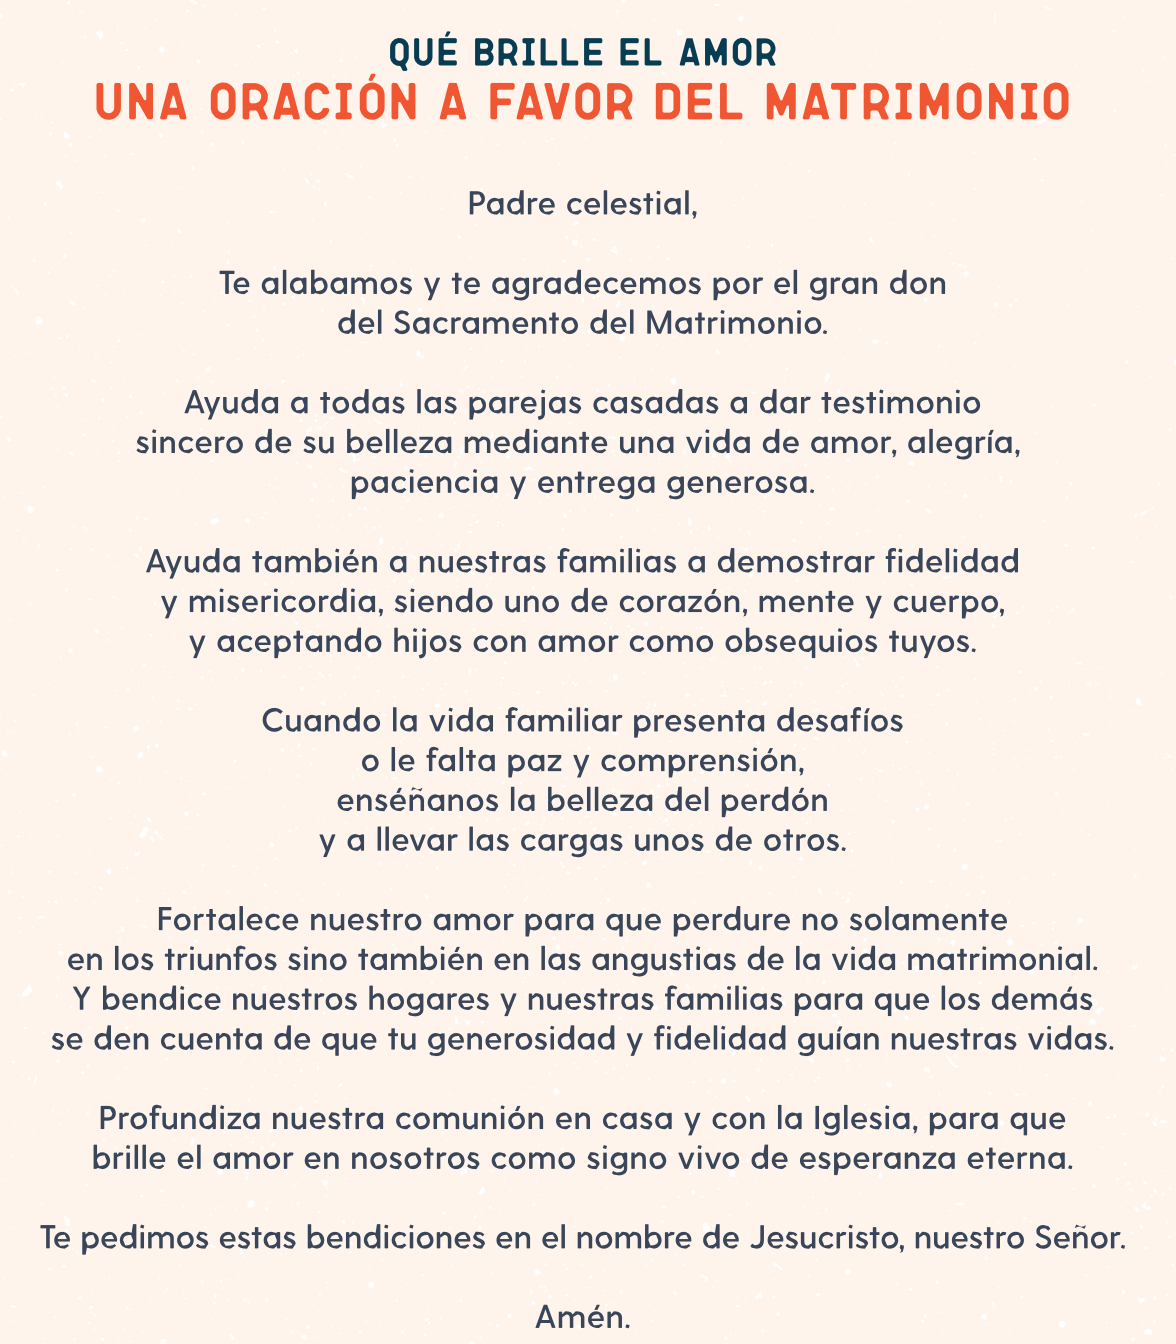 QUÉ BRILLE EL AMOR
UNA ORACIÓN A FAVOR DEL MATRIMONIO
Padre celestial,
Te alabamos y te agradecemos por el gran don
del Sacramento del Matrimonio.
Ayuda a todas las parejas casadas a dar testimonio
sincero de su belleza mediante una vida de amor, alegría,
paciencia y entrega generosa.
Ayuda también a nuestras familias a demostrar fidelidad
y misericordia, siendo uno de corazón, mente y cuerpo,
y aceptando hijos con amor como obsequios tuyos.
Cuando la vida familiar presenta desafíos
o le falta paz y comprensión,
enséñanos la belleza del perdón
y a llevar las cargas unos de otros.
Fortalece nuestro amor para que perdure no solamente
en los triunfos sino también en las angustias de la vida matrimonial.
Y bendice nuestros hogares y nuestras familias para que los demás
se den cuenta de que tu generosidad y fidelidad guían nuestras vidas.
Profundiza nuestra comunión en casa y con la Iglesia, para que
brille el amor en nosotros como signo vivo de esperanza eterna.
Te pedimos estas bendiciones en el nombre de Jesucristo, nuestro Señor.
Amén.